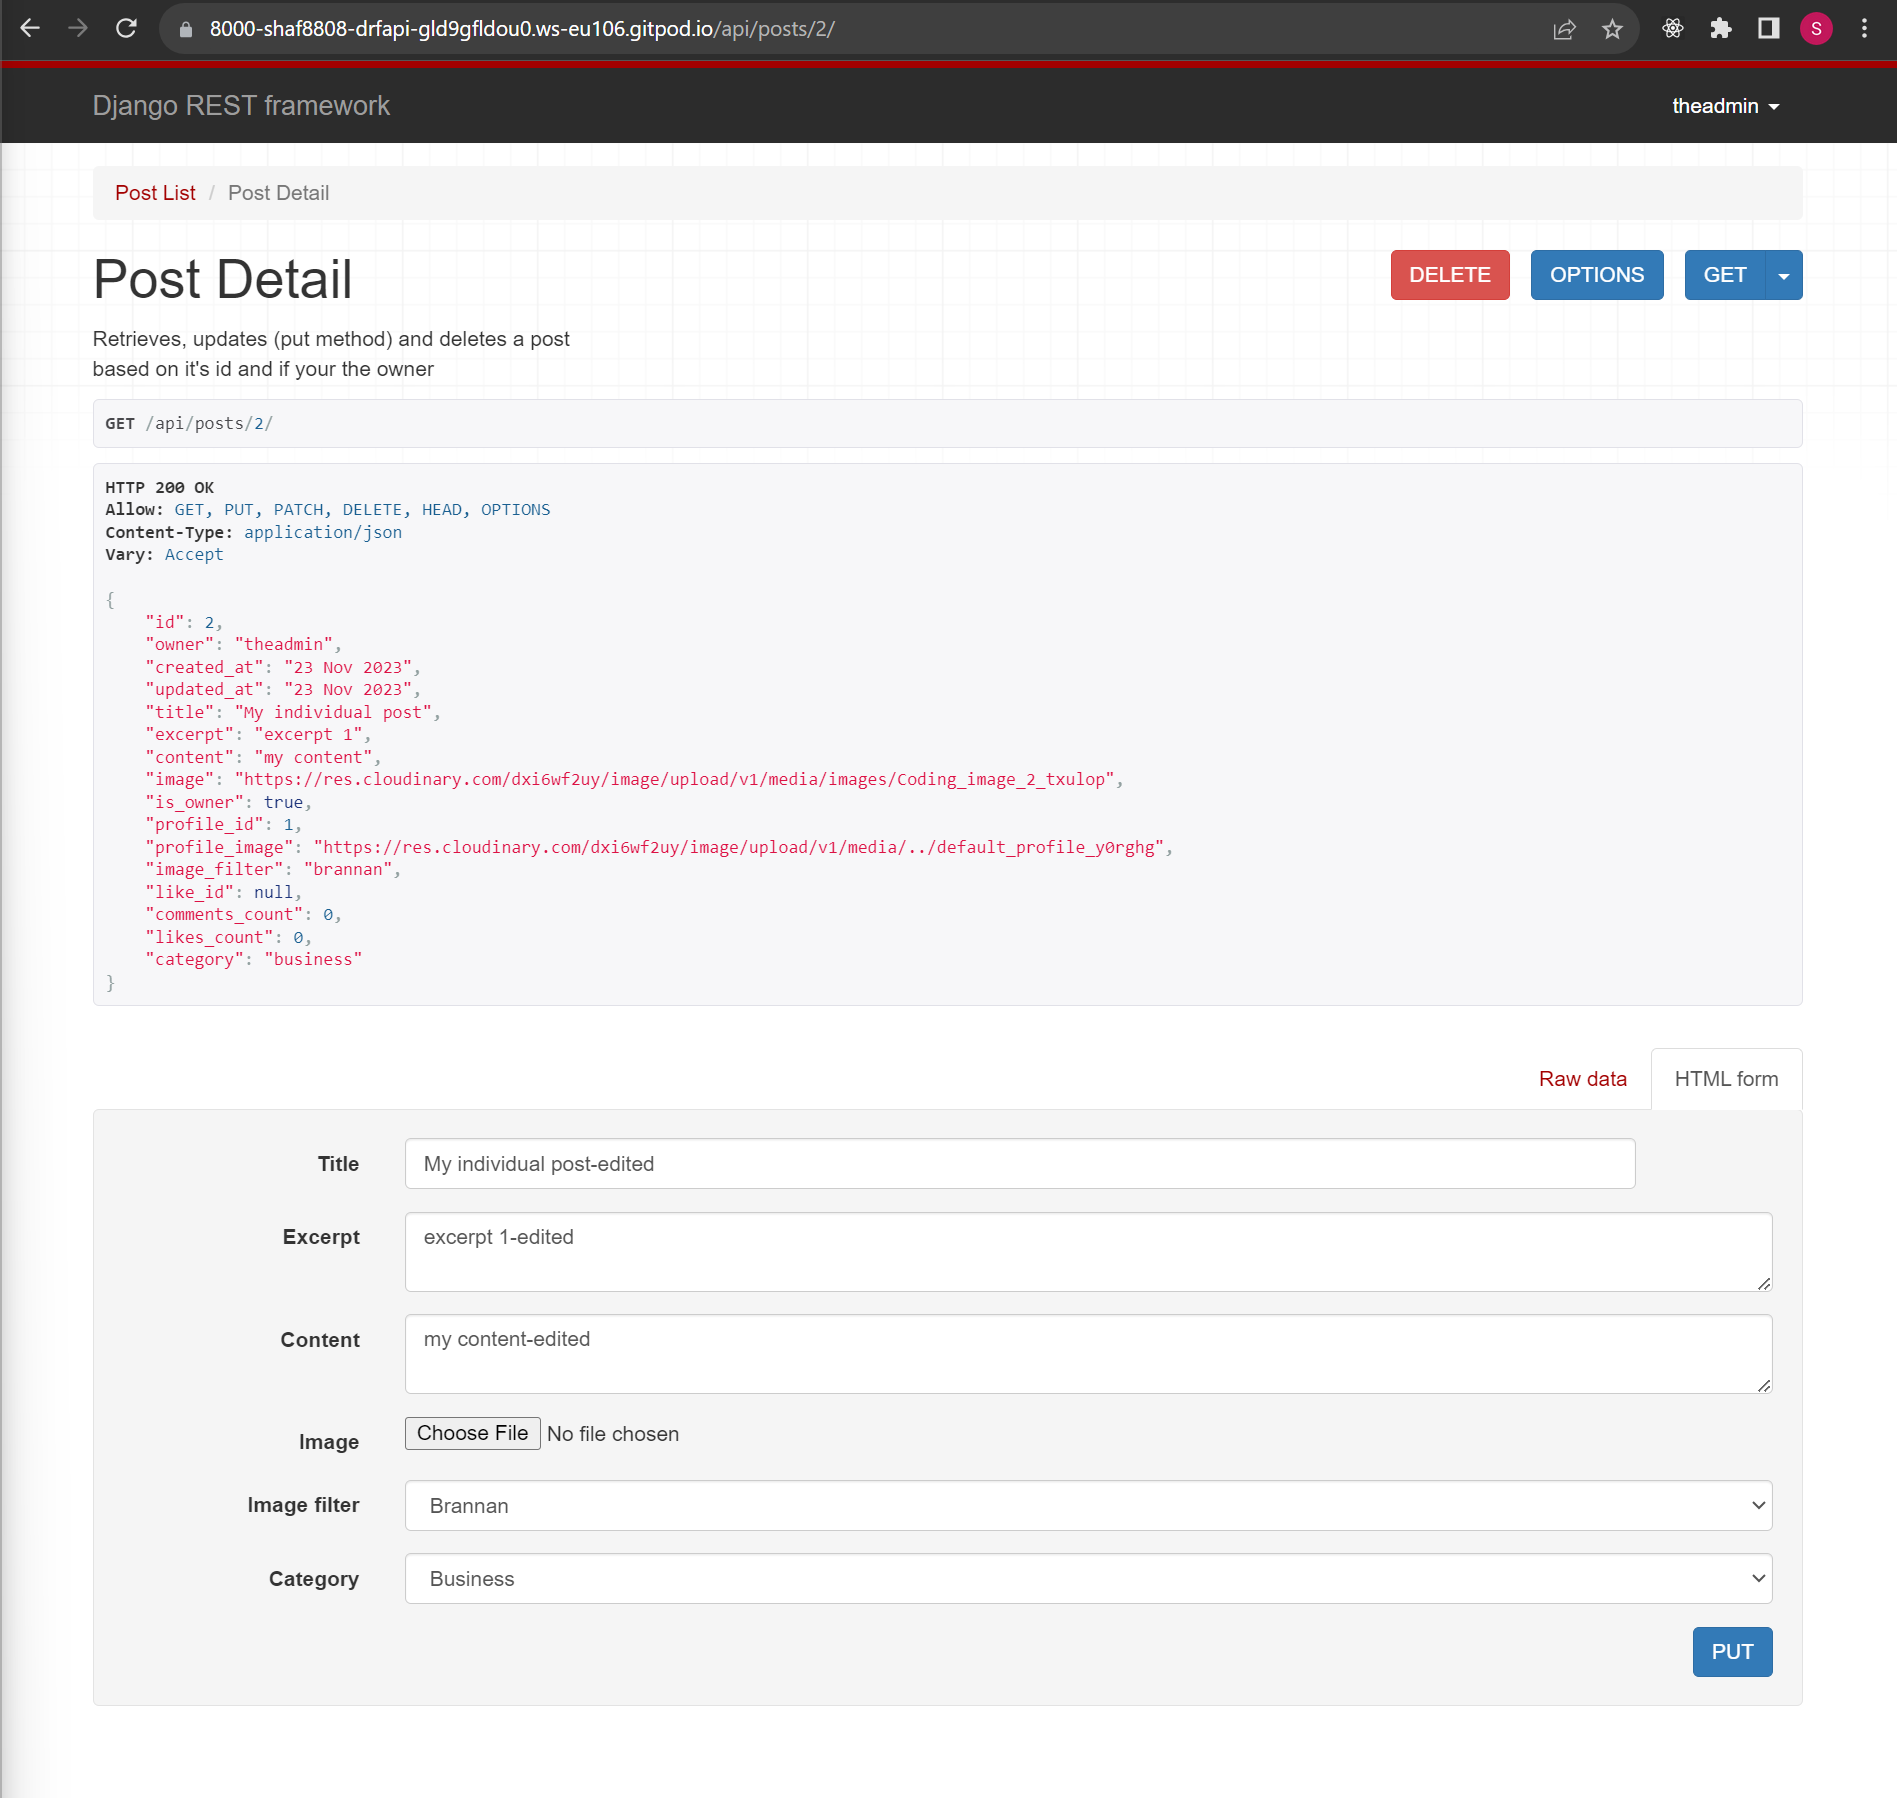 8000-shaf8808-drfapi-gld9gfldou0.ws-eu106.gitpod.io/api/posts/2/
S
Django REST framework
theadmin
Post List / Post Detail
Post Detail
DELETE
OPTIONS
GET
Retrieves, updates (put method) and deletes a post
based on it's id and if your the owner
GET /api/posts/2/
HTTP 200 OK
Allow: GET, PUT, PATCH, DELETE, HEAD, OPTIONS
Content-Type: application/json
Vary: Accept
{
    "id": 2,
    "owner": "theadmin",
    "created_at": "23 Nov 2023",
    "updated_at": "23 Nov 2023",
    "title": "My individual post",
    "excerpt": "excerpt 1",
    "content": "my content",
    "image": "https://res.cloudinary.com/dxi6wf2uy/image/upload/v1/media/images/Coding_image_2_txulop",
    "is_owner": true,
    "profile_id": 1,
    "profile_image": "https://res.cloudinary.com/dxi6wf2uy/image/upload/v1/media/../default_profile_y0rghg",
    "image_filter": "brannan",
    "like_id": null,
    "comments_count": 0,
    "likes_count": 0,
    "category": "business"
}
Raw data
HTML form
Title
My individual post-edited
Excerpt
excerpt 1-edited
Content
my content-edited
Image
Choose File No file chosen
Image filter
Brannan
Category
Business
PUT